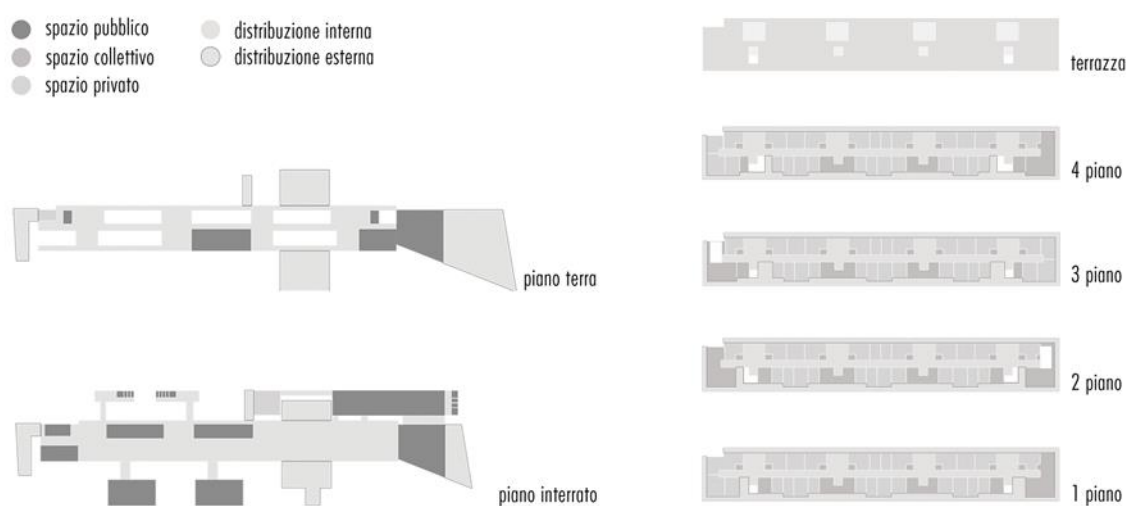 spazio pubblico
spazio collettivo
spazio privato
distribuzione interna
distribuzione esterna
piano terra
piano interrato
terrazza
4 piano
3 piano
2 piano
1 piano